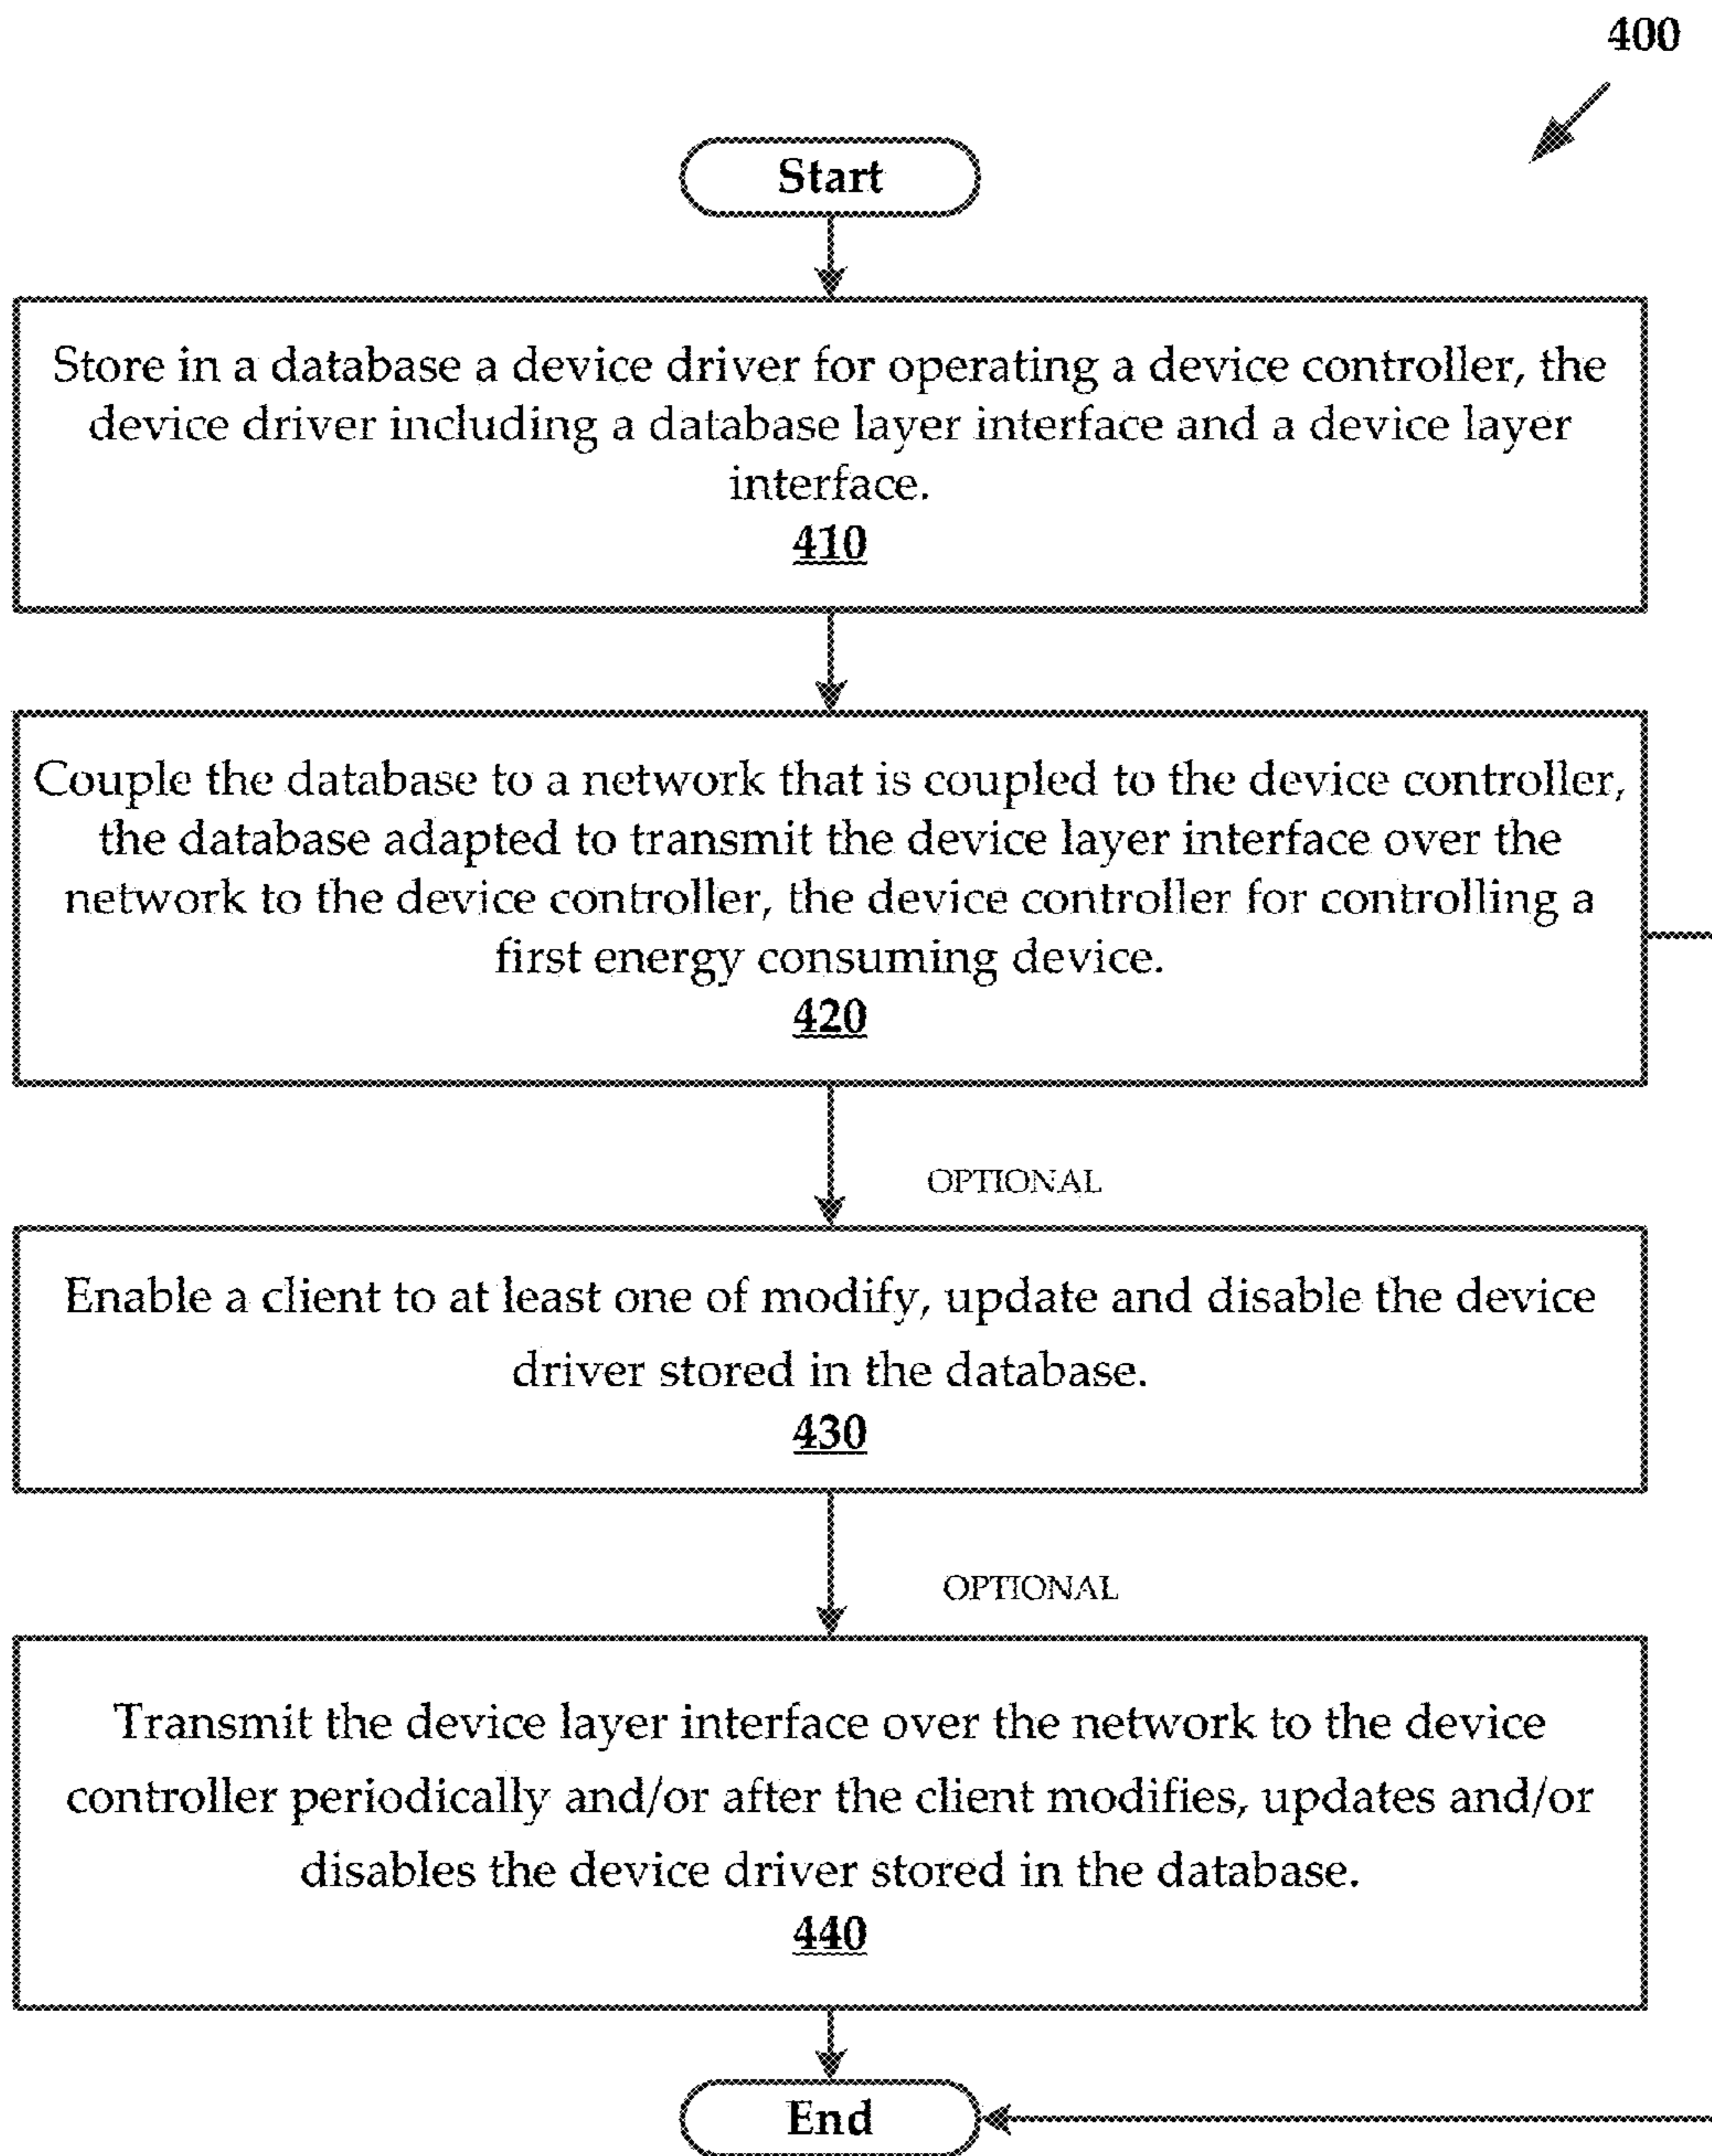 400
Start
Store in a database a device driver for operating a device controller, the
device driver including a database layer interface and a device layer
interface.
410
Couple the database to a network that is coupled to the device controller,
the database adapted to transmit the device layer interface over the
network to the device controller, the device controller for controlling a
first energy consuming device.
420
OPTIONAL
Enable a client to at least one of modify, update and disable the device
driver stored in the database.
430
OPTIONAL
Transmit the device layer interface over the network to the device
controller periodically and/or after the client modifies, updates and/or
disables the device driver stored in the database.
440
End